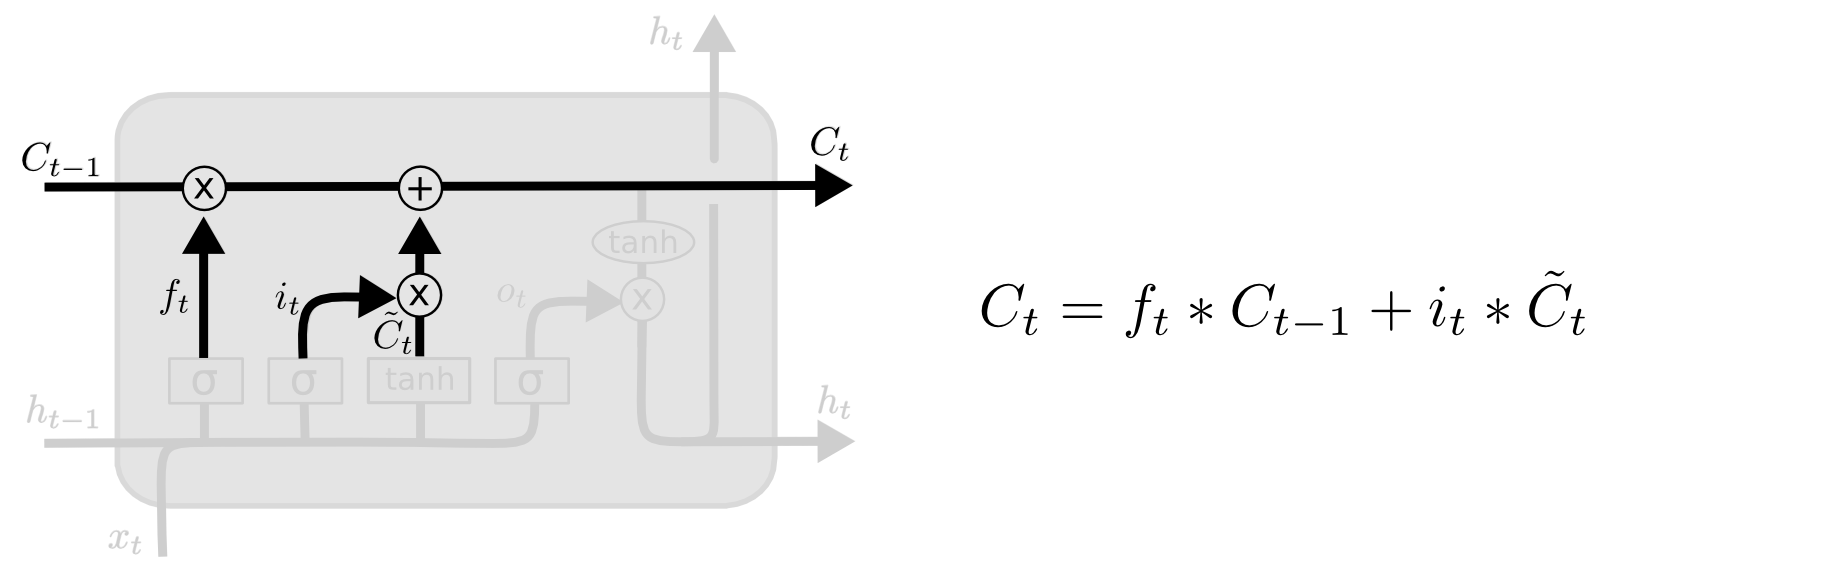 h_t
C_{t-1}
C_t
x
+
tanh
f_t
i_t
x
o_t
x
C̃_t
C_t = f_t * C_{t-1} + i_t * C̃_t
σ
σ
tanh
σ
h_{t-1}
h_t
x_t